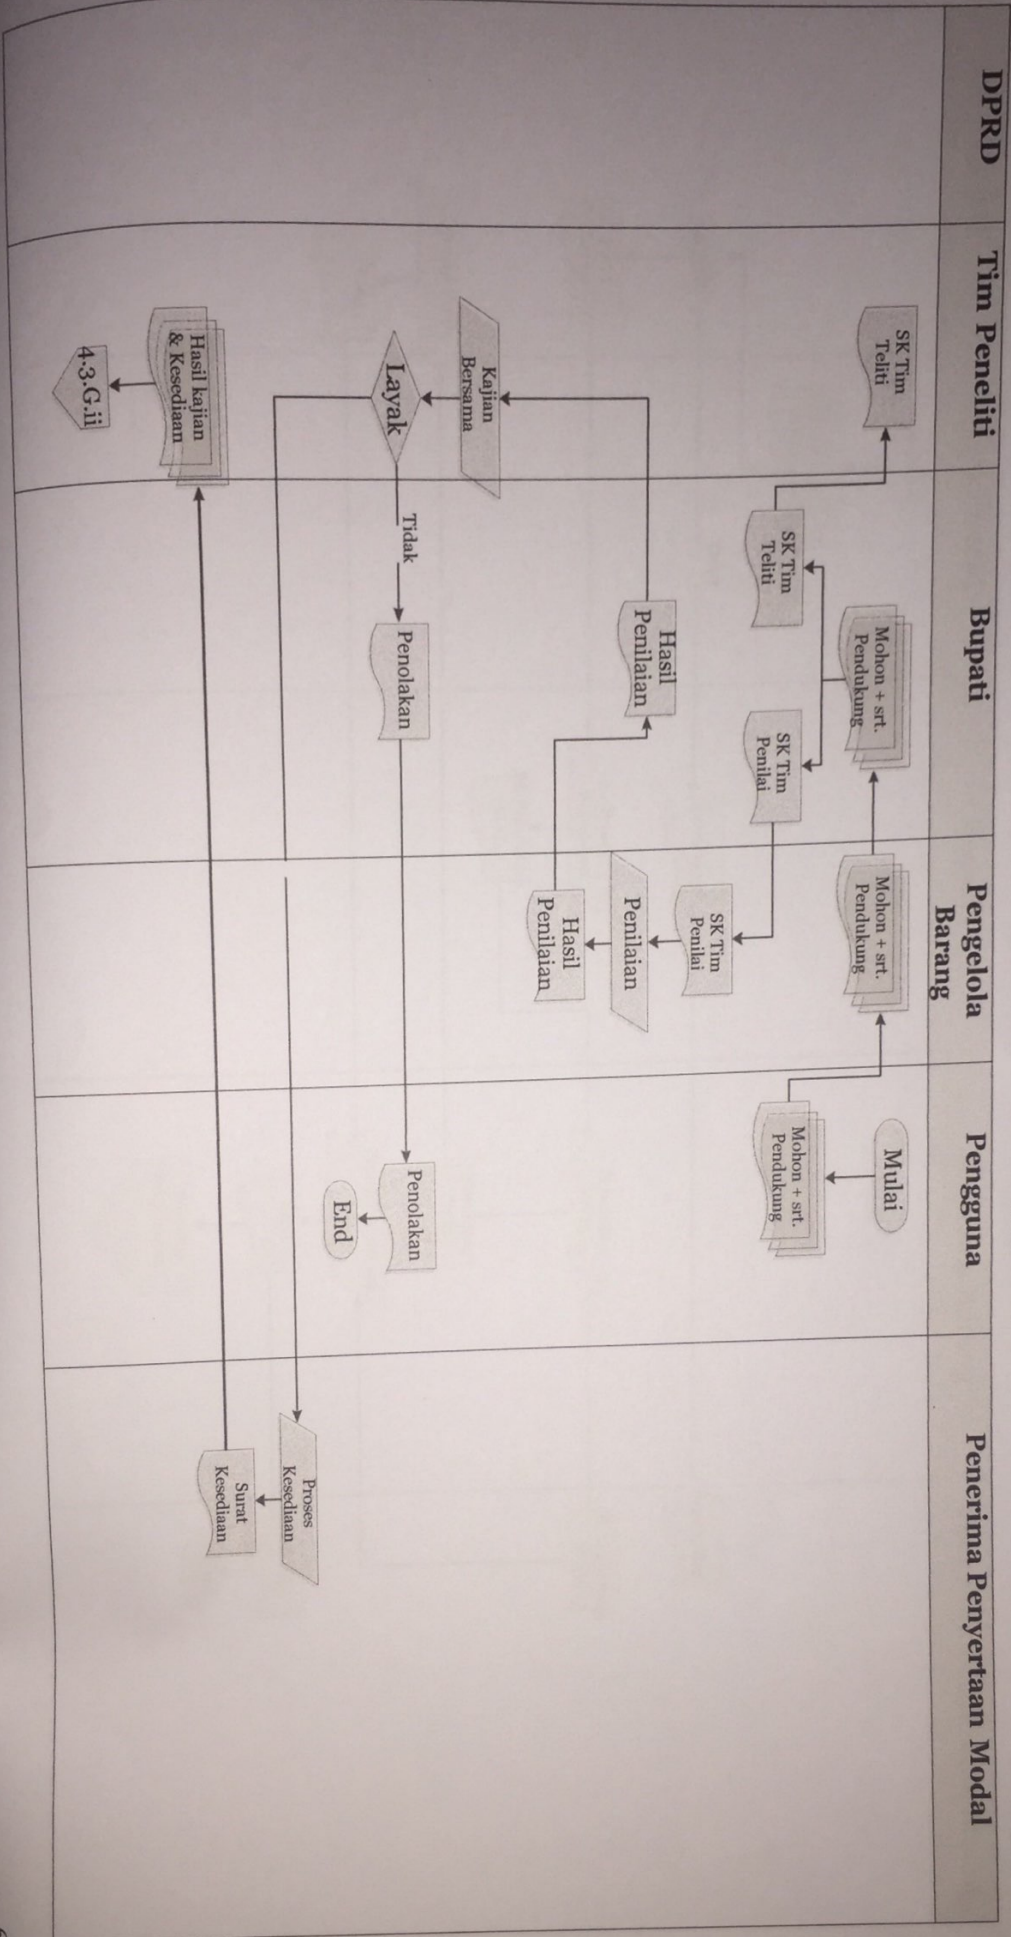 DPRD
Tim Peneliti
Bupati
Pengelola
Barang
Pengguna
Penerima Penyertaan Modal
SK Tim
Teliti
Mohon + srt.
Pendukung
Mohon + srt.
Pendukung
Mulai
SK Tim
Teliti
SK Tim
Penilai
Mohon + srt.
Pendukung
SK Tim
Penilai
Hasil
Penilaian
Penilaian
Hasil
Penilaian
Kajian
Bersama
Layak
Tidak
Penolakan
Penolakan
End
Proses
Kesediaan
Hasil kajian
& Kesediaan
Surat
Kesediaan
4.3.G.ii